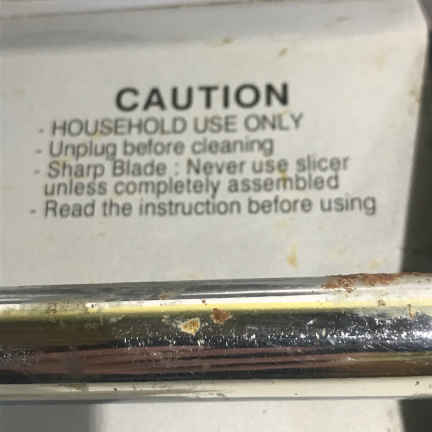 CAUTION
- HOUSEHOLD USE ONLY
- Unplug before cleaning
- Sharp Blade : Never use slicer
unless completely assembled
- Read the instruction before using